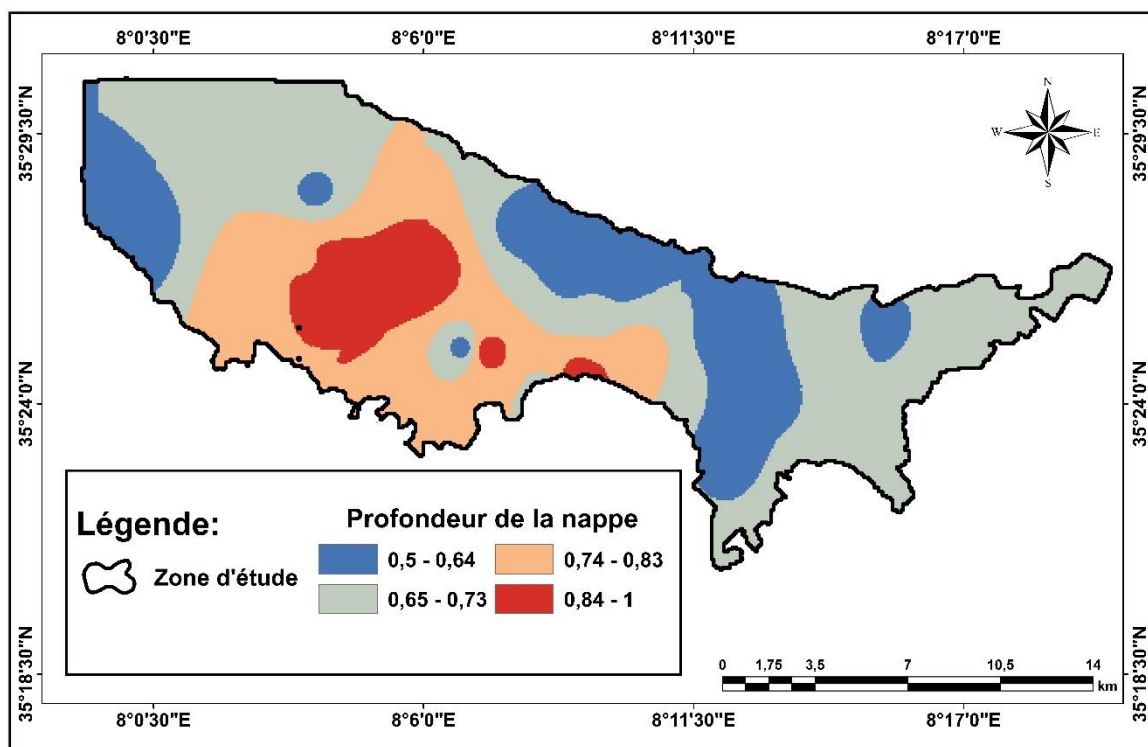 8°0'30"E 8°6'0"E 8°11'30"E 8°17'0"E
N
W E
S
35°29'30"N 35°29'30"N
35°24'0"N 35°24'0"N
35°18'30"N 35°18'30"N
Légende:
Zone d'étude
Profondeur de la nappe
0,5 - 0,64 0,74 - 0,83
0,65 - 0,73 0,84 - 1
0 1,75 3,5 7 10,5 14
km
8°0'30"E 8°6'0"E 8°11'30"E 8°17'0"E